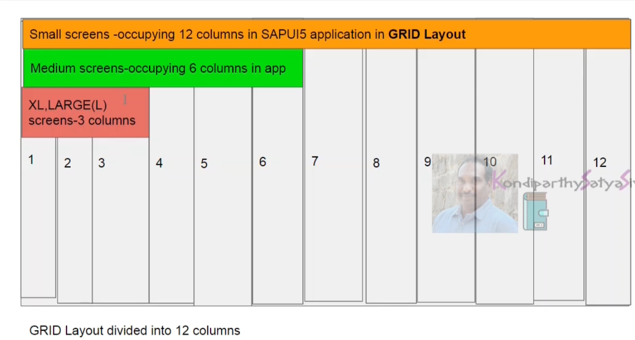 Small screens -occupying 12 columns in SAPUI5 application in GRID Layout
Medium screens-occupying 6 columns in app
XL,LARGE(L)
screens-3 columns
1 2 3 4 5 6 7 8 9 10 11 12
KondiparthySatyaS
GRID Layout divided into 12 columns